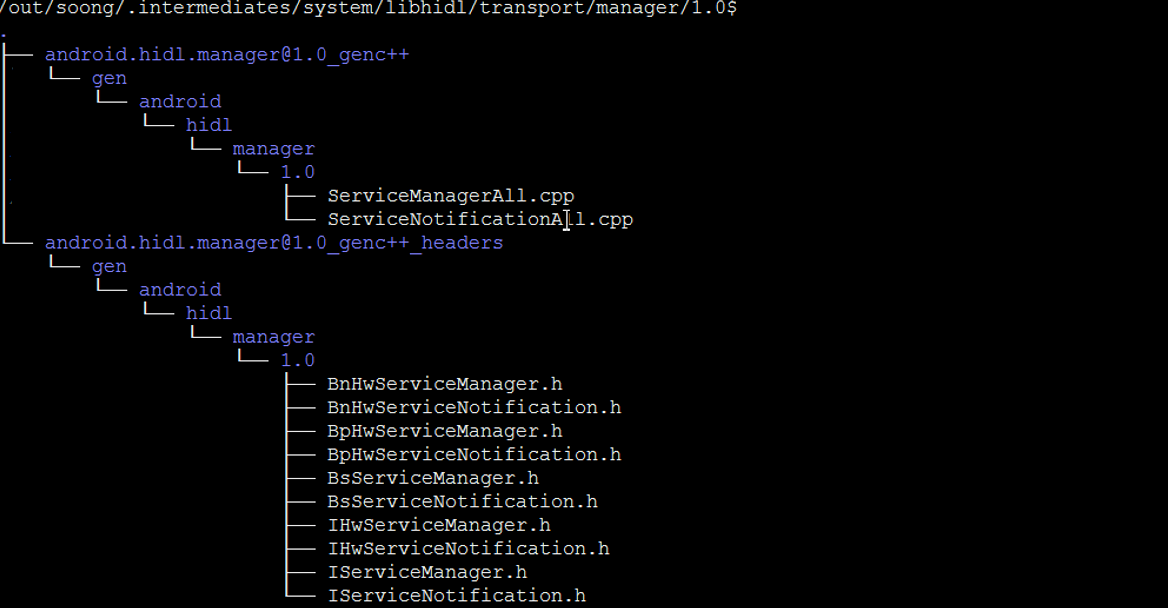 /out/soong/.intermediates/system/libhidl/transport/manager/1.0$
.
├── android.hidl.manager@1.0_genc++
│   └── gen
│       └── android
│           └── hidl
│               └── manager
│                   └── 1.0
│                       ├── ServiceManagerAll.cpp
│                       └── ServiceNotificationAll.cpp
└── android.hidl.manager@1.0_genc++_headers
    └── gen
        └── android
            └── hidl
                └── manager
                    └── 1.0
                        ├── BnHwServiceManager.h
                        ├── BnHwServiceNotification.h
                        ├── BpHwServiceManager.h
                        ├── BpHwServiceNotification.h
                        ├── BsServiceManager.h
                        ├── BsServiceNotification.h
                        ├── IHwServiceManager.h
                        ├── IHwServiceNotification.h
                        ├── IServiceManager.h
                        └── IServiceNotification.h